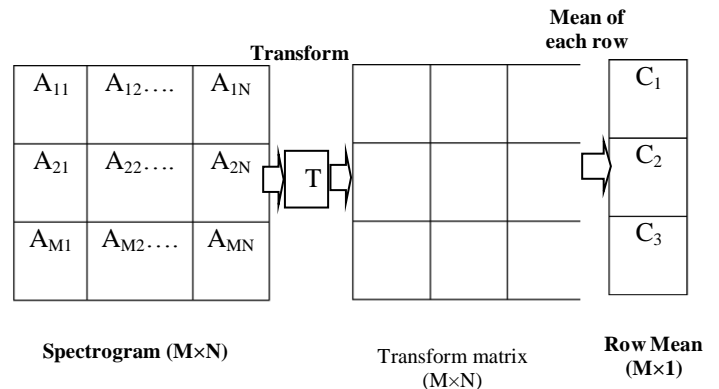 Mean of
each row
Transform
A₁₁ A₁₂…. A₁N
C₁
A₂₁ A₂₂…. A₂N
T
C₂
AM₁ AM₂…. AMN
C₃
Spectrogram (M×N)
Transform matrix
(M×N)
Row Mean
(M×1)